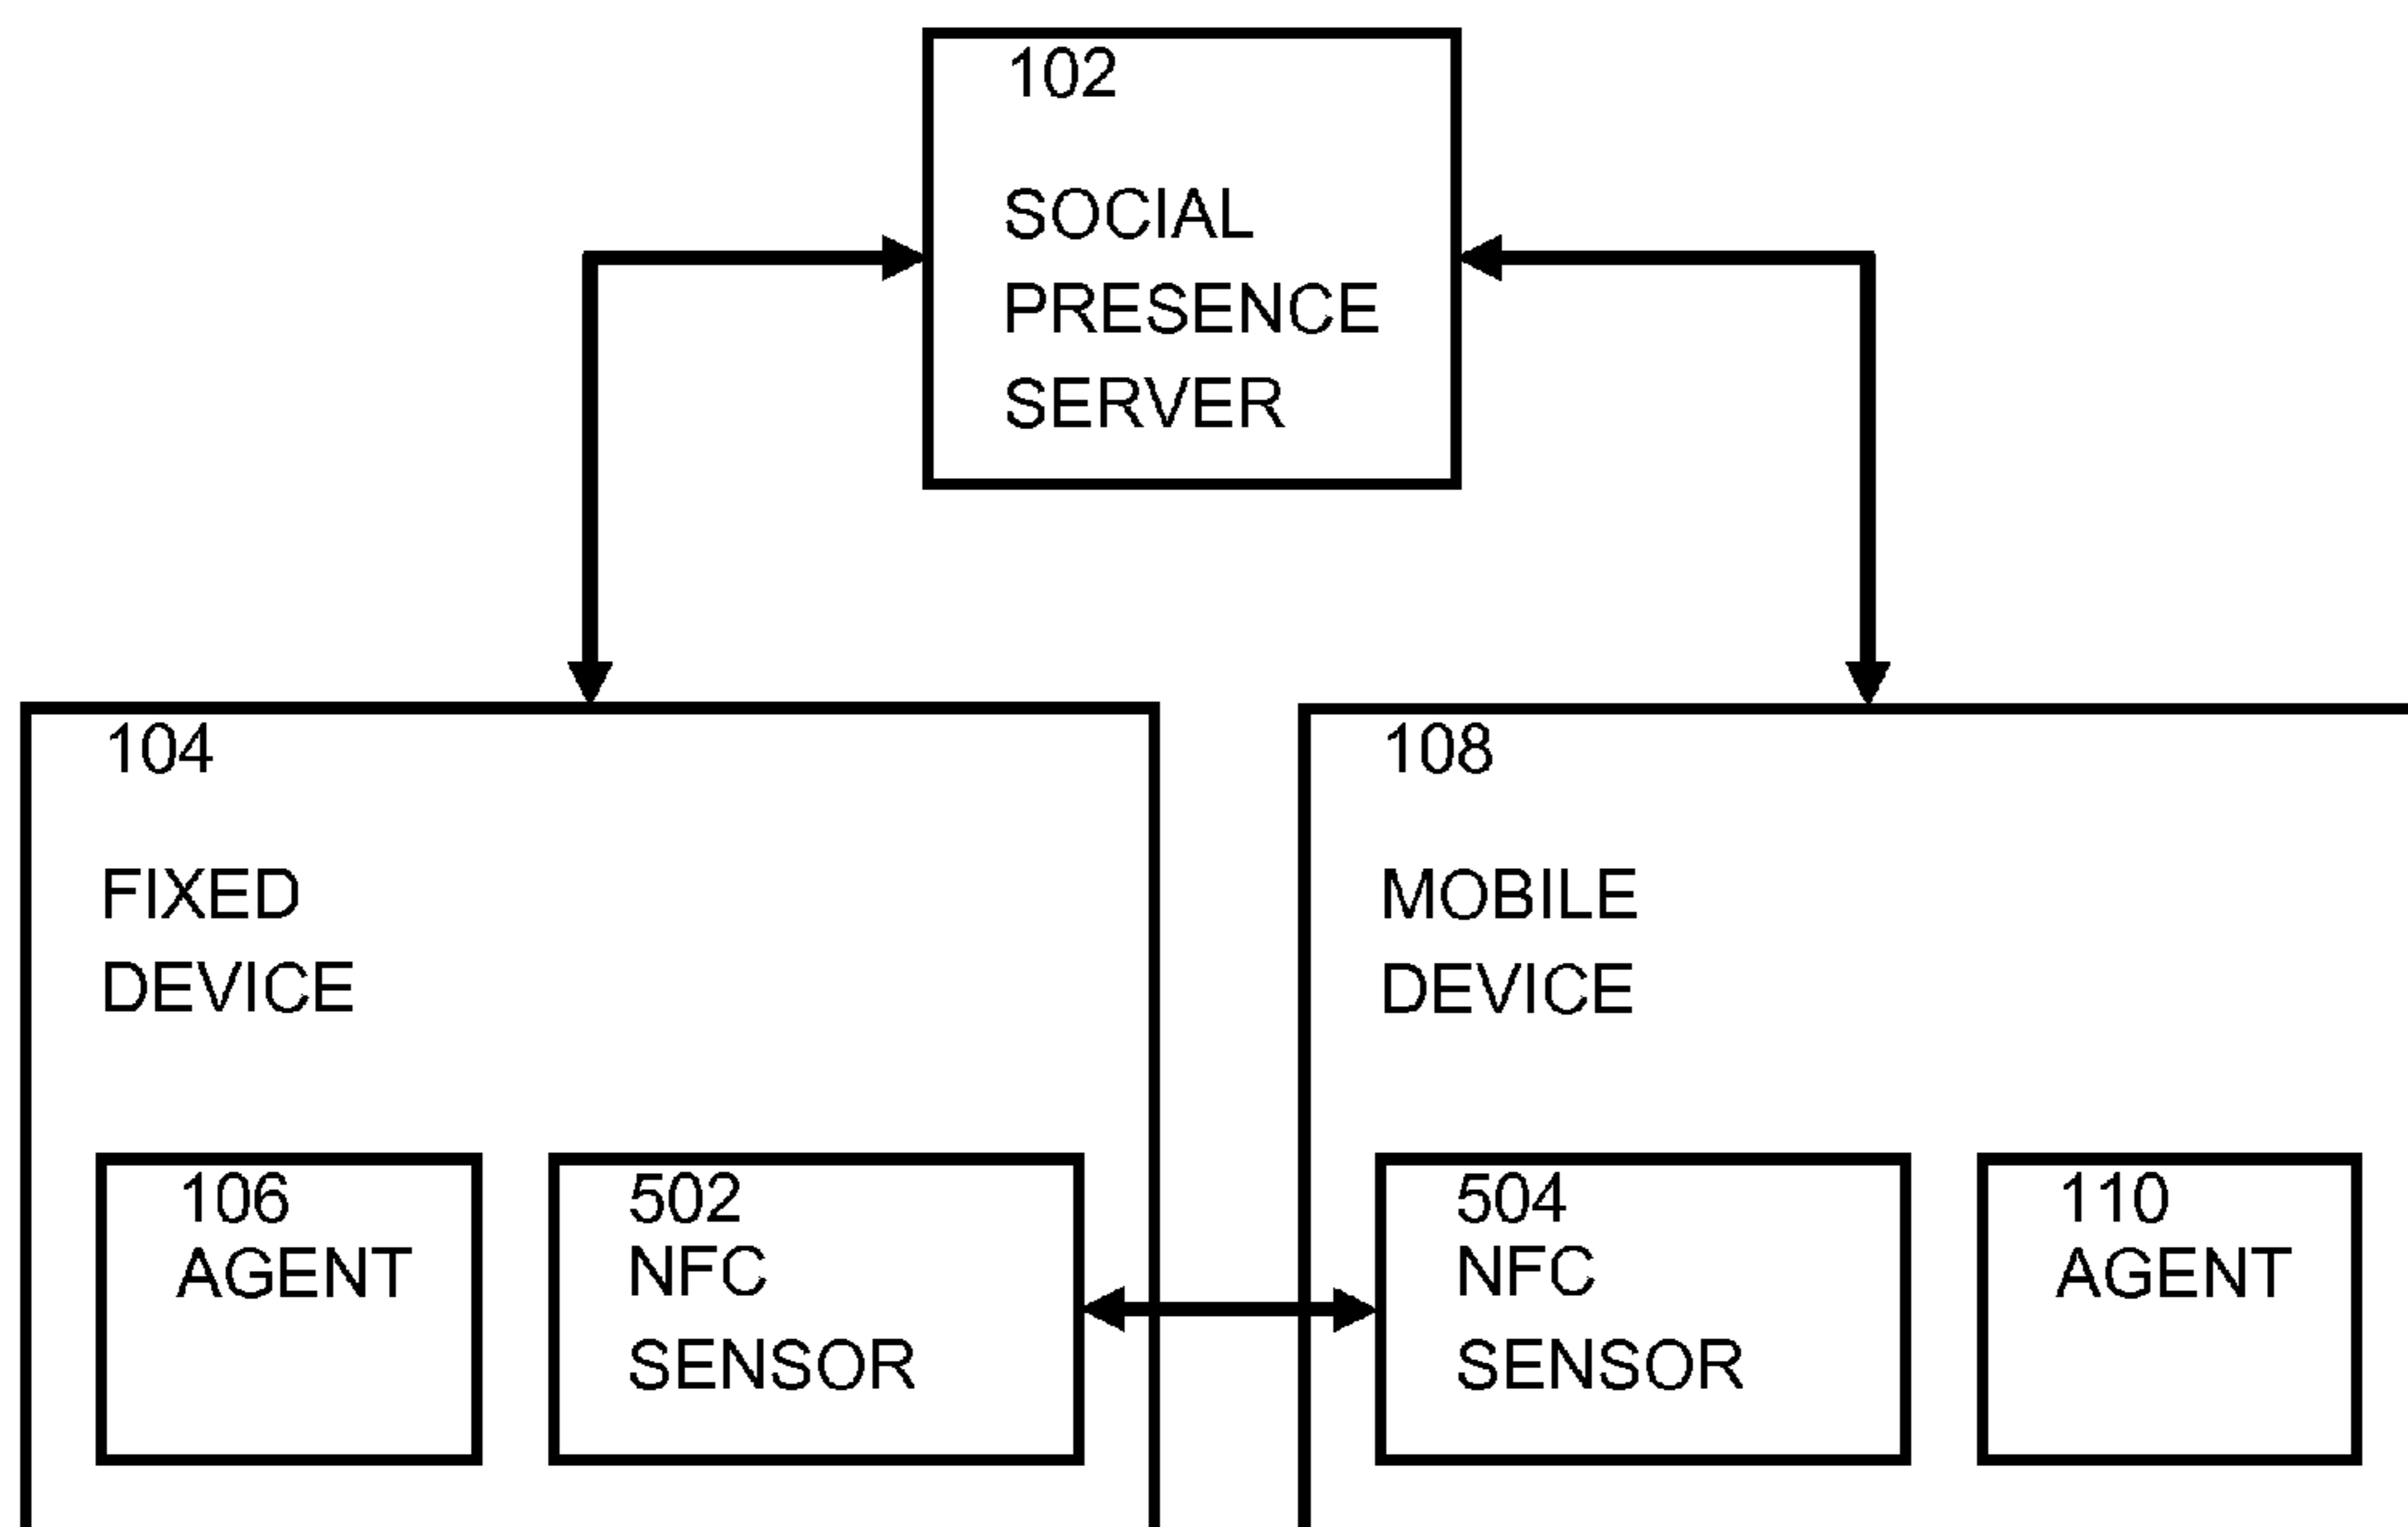 102
SOCIAL
PRESENCE
SERVER
104
FIXED
DEVICE
106
AGENT
502
NFC
SENSOR
108
MOBILE
DEVICE
504
NFC
SENSOR
110
AGENT